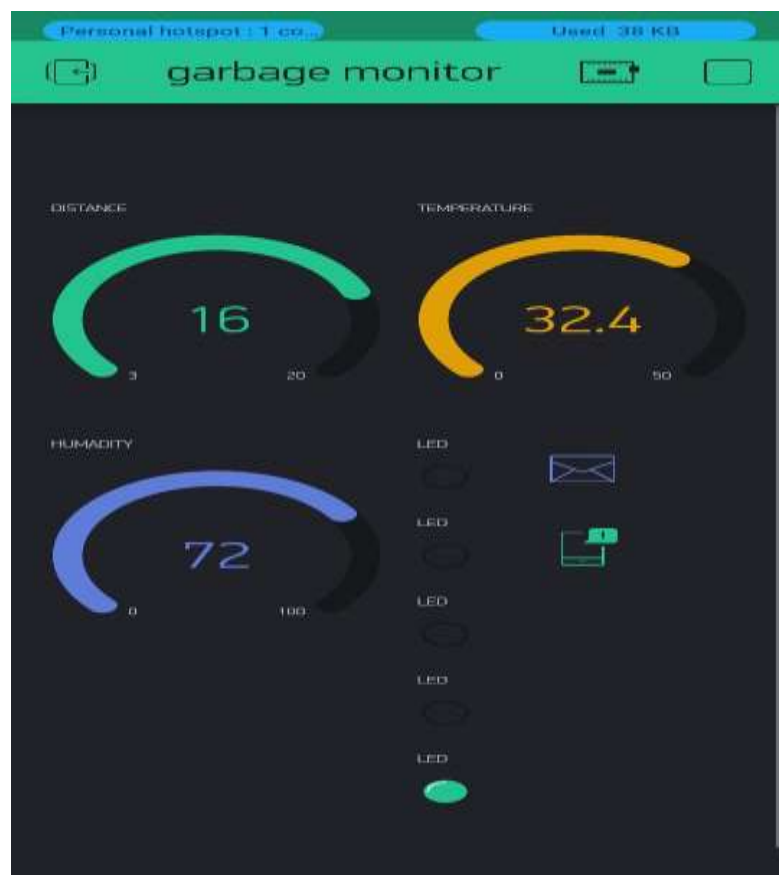 Personal hotspot : 1 co...
Used 38 KB
garbage monitor
DISTANCE
TEMPERATURE
16
32.4
3
20
0
50
HUMADITY
LED
72
LED
0
100
LED
LED
LED